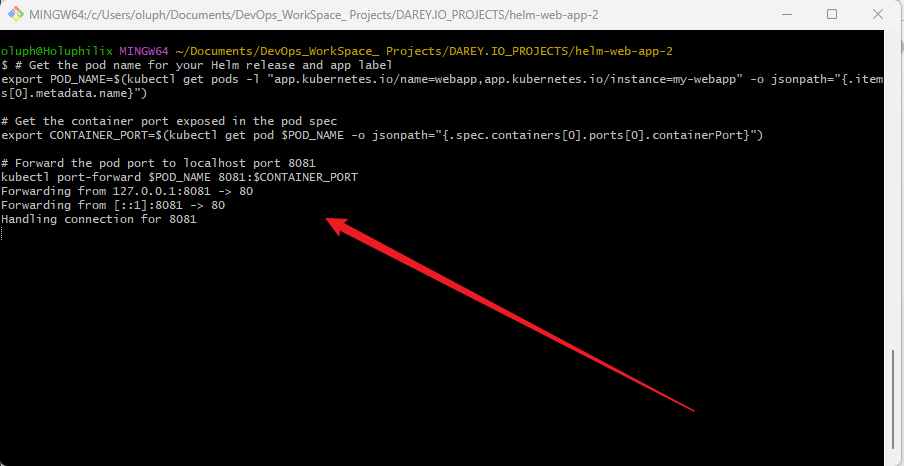 MINGW64:/c/Users/oluph/Documents/DevOps_WorkSpace_ Projects/DAREY.IO_PROJECTS/helm-web-app-2
oluph@Holuphilix MINGW64 ~/Documents/DevOps_WorkSpace_ Projects/DAREY.IO_PROJECTS/helm-web-app-2
$ # Get the pod name for your Helm release and app label
export POD_NAME=$(kubectl get pods -l "app.kubernetes.io/name=webapp,app.kubernetes.io/instance=my-webapp" -o jsonpath="{.item
s[0].metadata.name}")
# Get the container port exposed in the pod spec
export CONTAINER_PORT=$(kubectl get pod $POD_NAME -o jsonpath="{.spec.containers[0].ports[0].containerPort}")
# Forward the pod port to localhost port 8081
kubectl port-forward $POD_NAME 8081:$CONTAINER_PORT
Forwarding from 127.0.0.1:8081 -> 80
Forwarding from [::1]:8081 -> 80
Handling connection for 8081